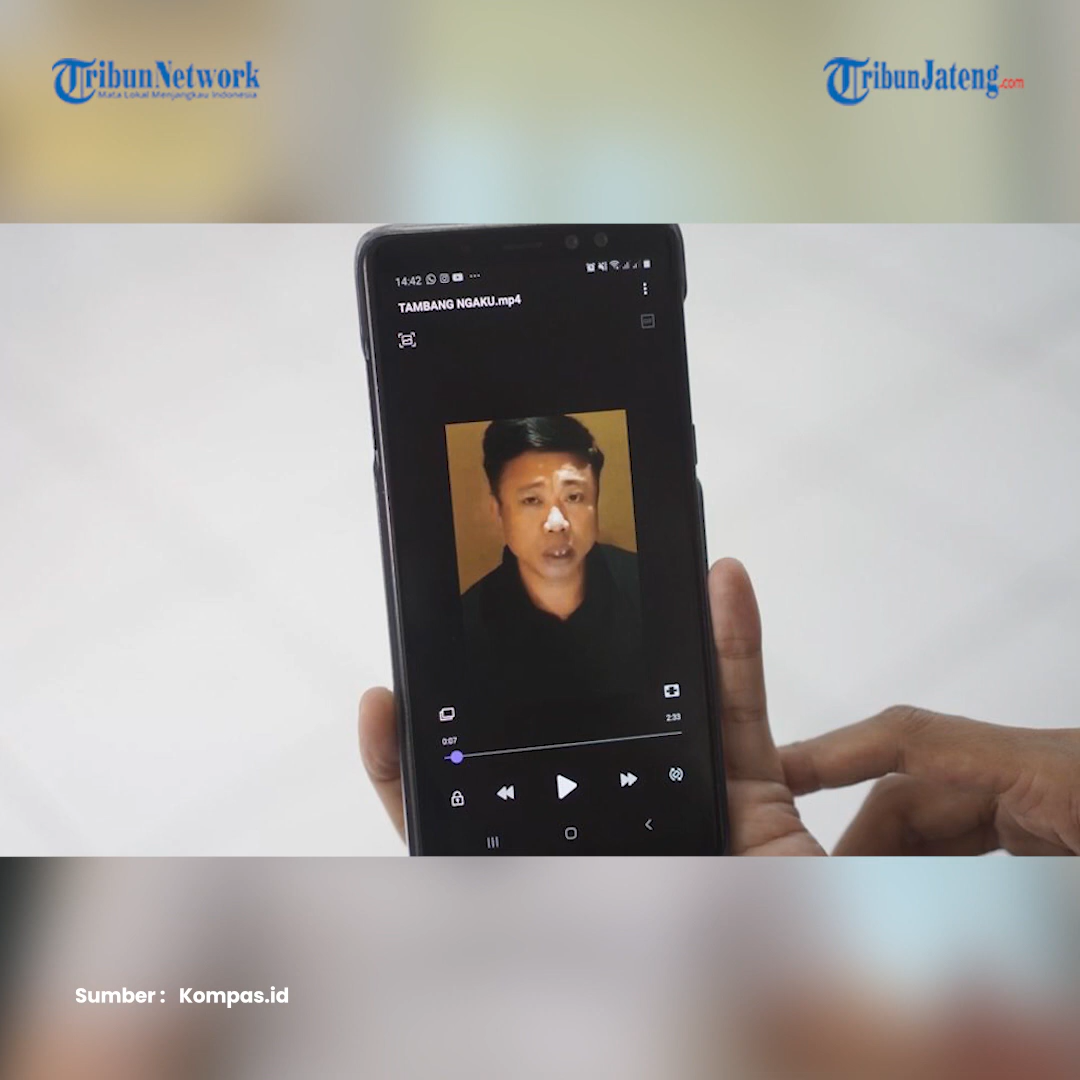 TribunNetwork
Mata Lokal Menjangkau Indonesia
TribunJateng.com
14:42
TAMBANG NGAKU.mp4
0:07
2:33
Sumber : Kompas.id